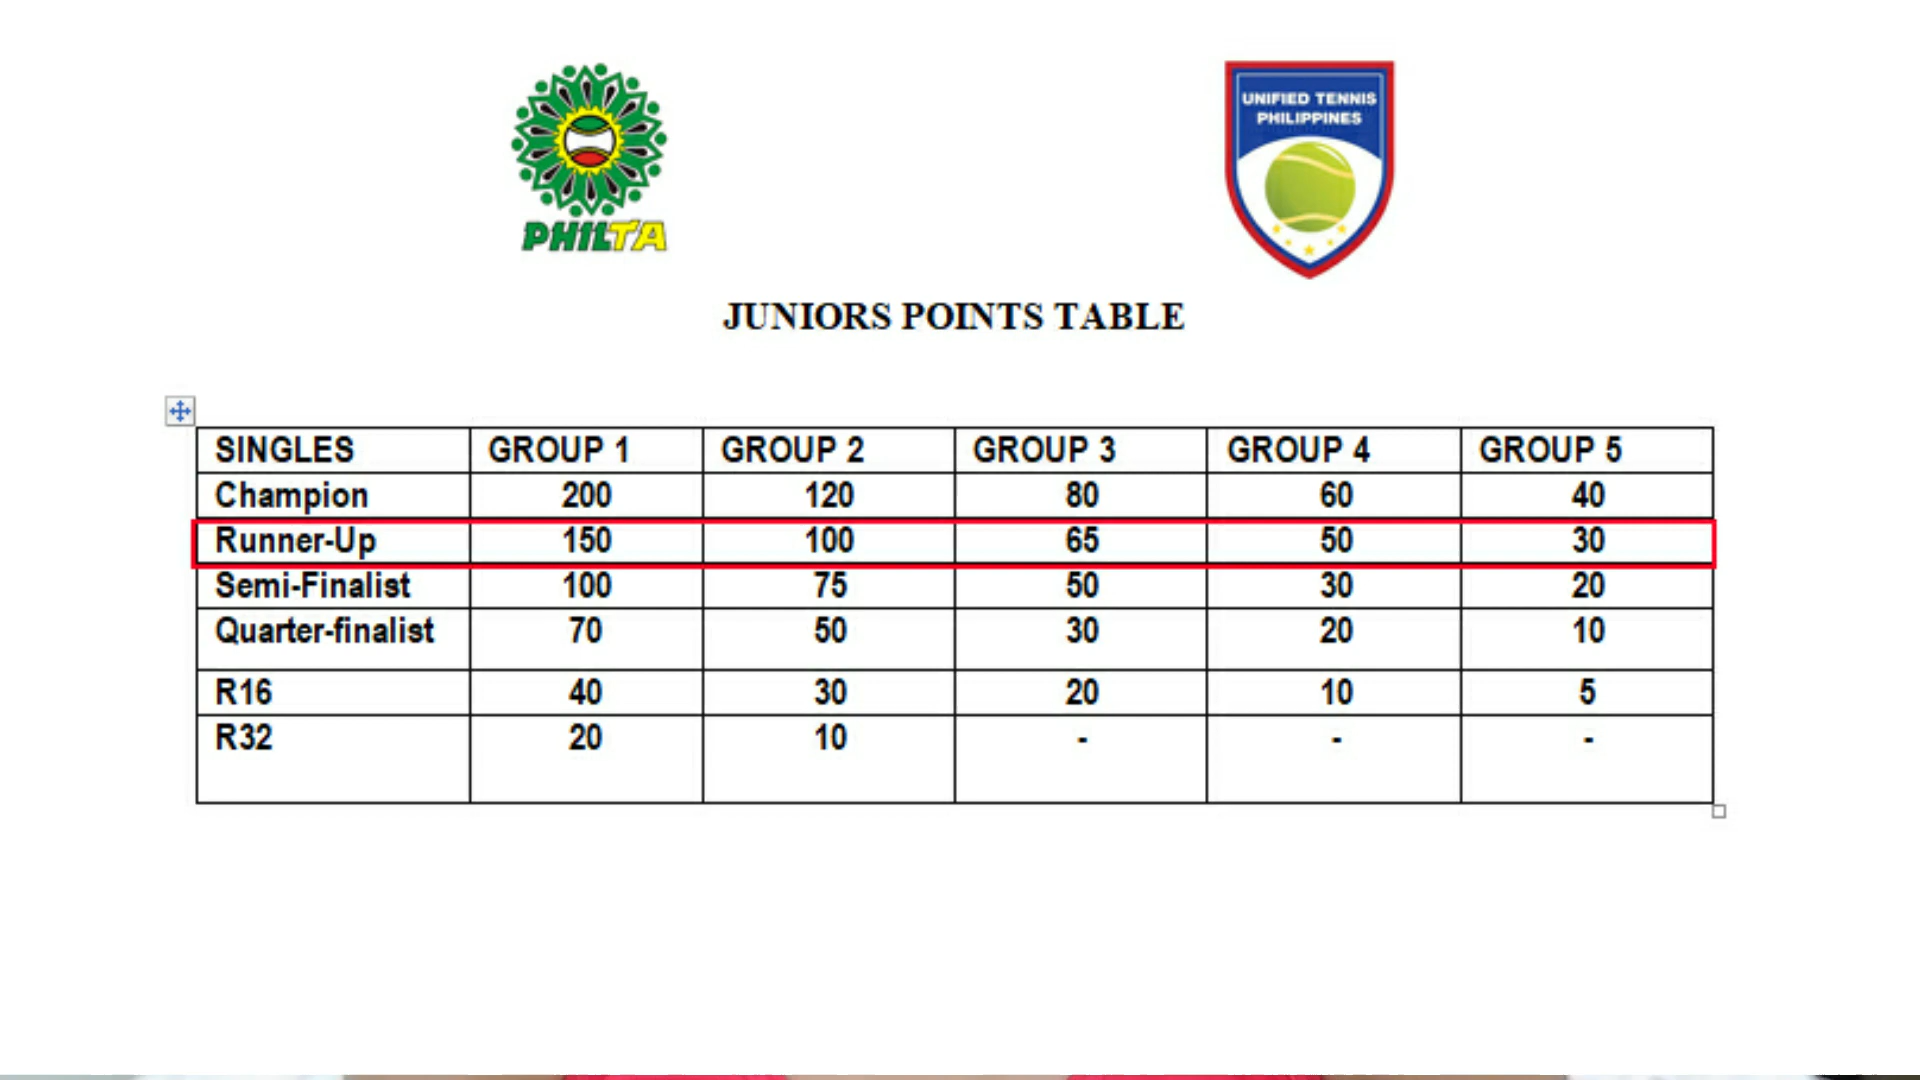 PHILTA
UNIFIED TENNIS
PHILIPPINES
JUNIORS POINTS TABLE
SINGLES GROUP 1 GROUP 2 GROUP 3 GROUP 4 GROUP 5
Champion 200 120 80 60 40
Runner-Up 150 100 65 50 30
Semi-Finalist 100 75 50 30 20
Quarter-finalist 70 50 30 20 10
R16 40 30 20 10 5
R32 20 10 - - -